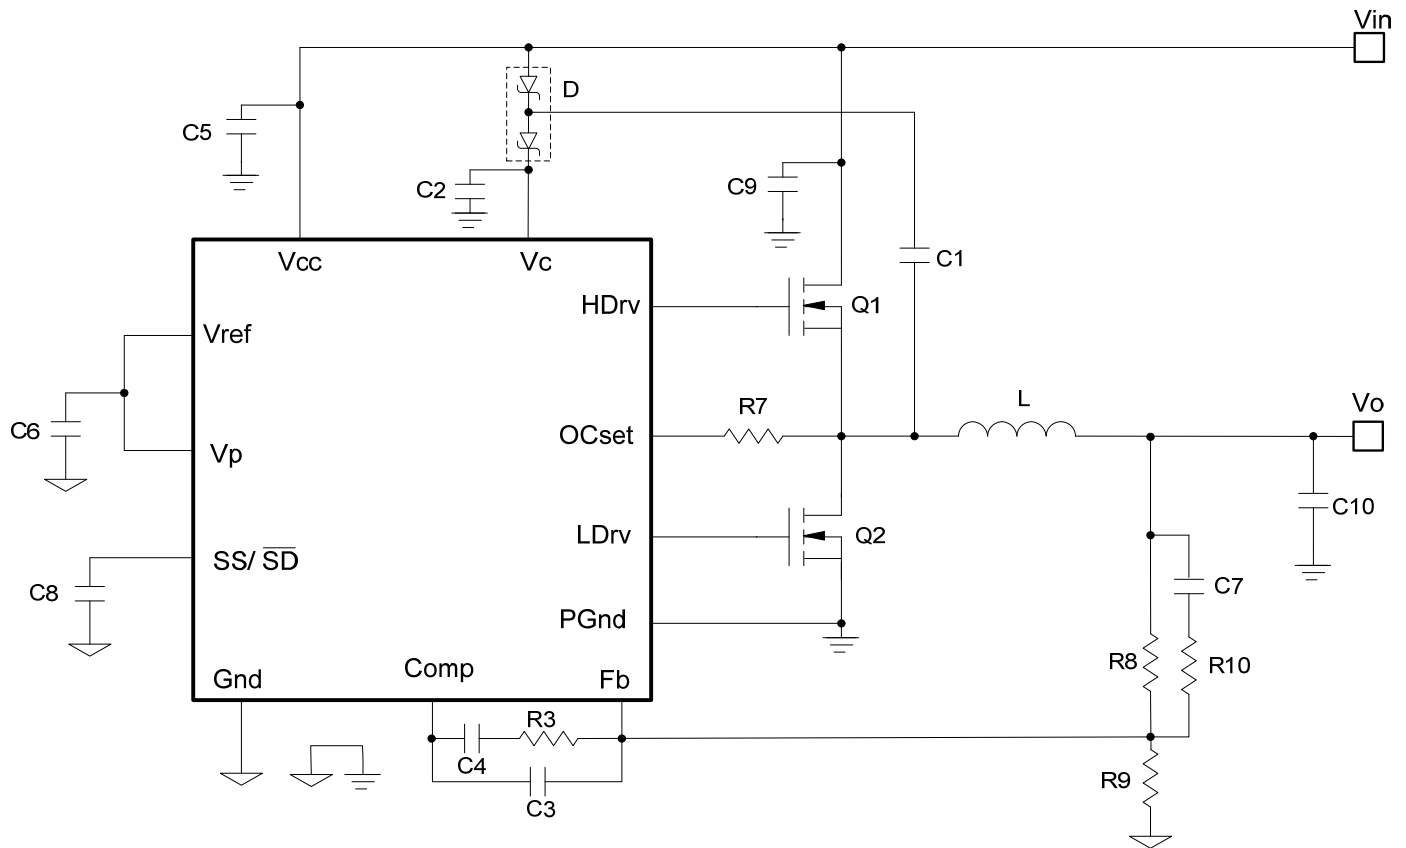 Vin
D
C5
C2
C9
Vcc
Vc
C1
HDrv
Q1
Vref
L
R7
Vo
C6
OCset
Vp
C10
LDrv
Q2
SS/ SD
C7
C8
PGnd
R8
R10
Comp
Gnd
Fb
R3
C4
R9
C3